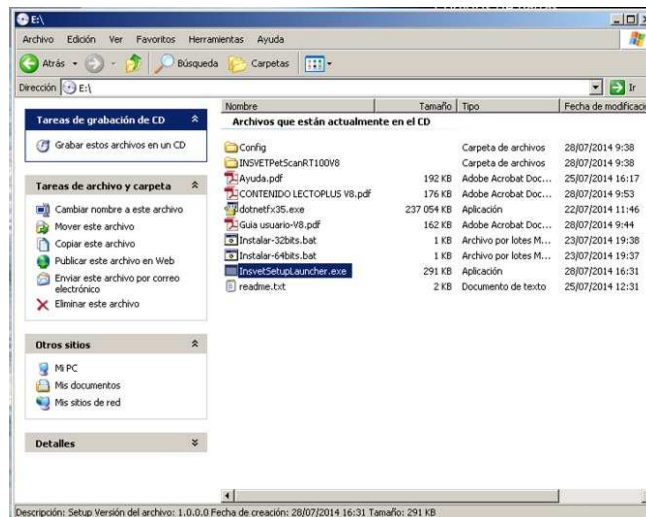 E:\
Archivo Edición Ver Favoritos Herramientas Ayuda
Atrás Búsqueda Carpetas
Dirección E:\ Ir
Tareas de grabación de CD
Grabar estos archivos en un CD
Tareas de archivo y carpeta
Cambiar nombre a este archivo
Mover este archivo
Copiar este archivo
Publicar este archivo en Web
Enviar este archivo por correo
electrónico
Eliminar este archivo
Otros sitios
Mi PC
Mis documentos
Mis sitios de red
Detalles
Nombre Tamaño Tipo Fecha de modificaci
Archivos que están actualmente en el CD
Config Carpeta de archivos 28/07/2014 9:38
INSVETPetScanRT100V8 Carpeta de archivos 28/07/2014 9:38
Ayuda.pdf 192 KB Adobe Acrobat Doc... 25/07/2014 16:17
CONTENIDO LECTOPLUS V8.pdf 176 KB Adobe Acrobat Doc... 28/07/2014 9:53
dotnetfx35.exe 237 054 KB Aplicación 22/07/2014 11:46
Guia usuario-V8.pdf 162 KB Adobe Acrobat Doc... 28/07/2014 9:44
Instalar-32bits.bat 1 KB Archivo por lotes M... 23/07/2014 19:38
Instalar-64bits.bat 1 KB Archivo por lotes M... 23/07/2014 19:37
InsvetSetupLauncher.exe 291 KB Aplicación 28/07/2014 16:31
readme.txt 2 KB Documento de texto 25/07/2014 12:31
Descripción: Setup Versión del archivo: 1.0.0.0 Fecha de creación: 28/07/2014 16:31 Tamaño: 291 KB